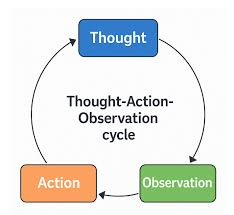 Thought
Thought-Action-
Observation
cycle
Action
Observation